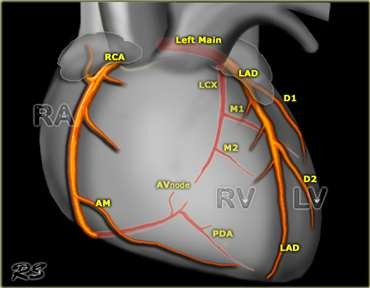 Left Main
RCA
LAD
LCX
D1
RA
M1
M2
D2
AVnode
RV
LV
AM
PDA
LAD
RS